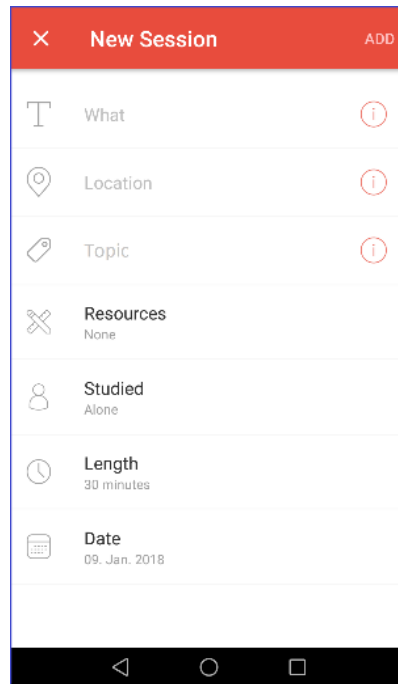 New Session
ADD
What
Location
Topic
Resources
None
Studied
Alone
Length
30 minutes
Date
09. Jan. 2018